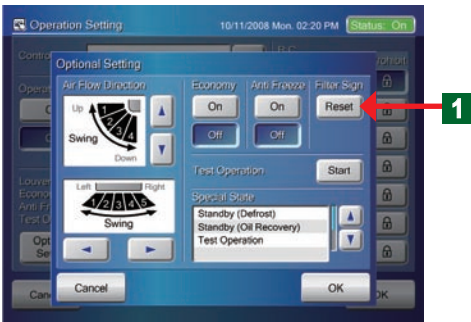 Operation Setting 10/11/2008 Mon. 02:20 PM Status: On
Optional Setting
Air Flow Direction Economy Anti Freeze Filter Sign
Up
1 2 3 4
Swing
Down
On On Reset
Off Off
Test Operation Start
Left Right
1 2 3 4 5
Swing
Special State
Standby (Defrost)
Standby (Oil Recovery)
Test Operation
Cancel OK
1